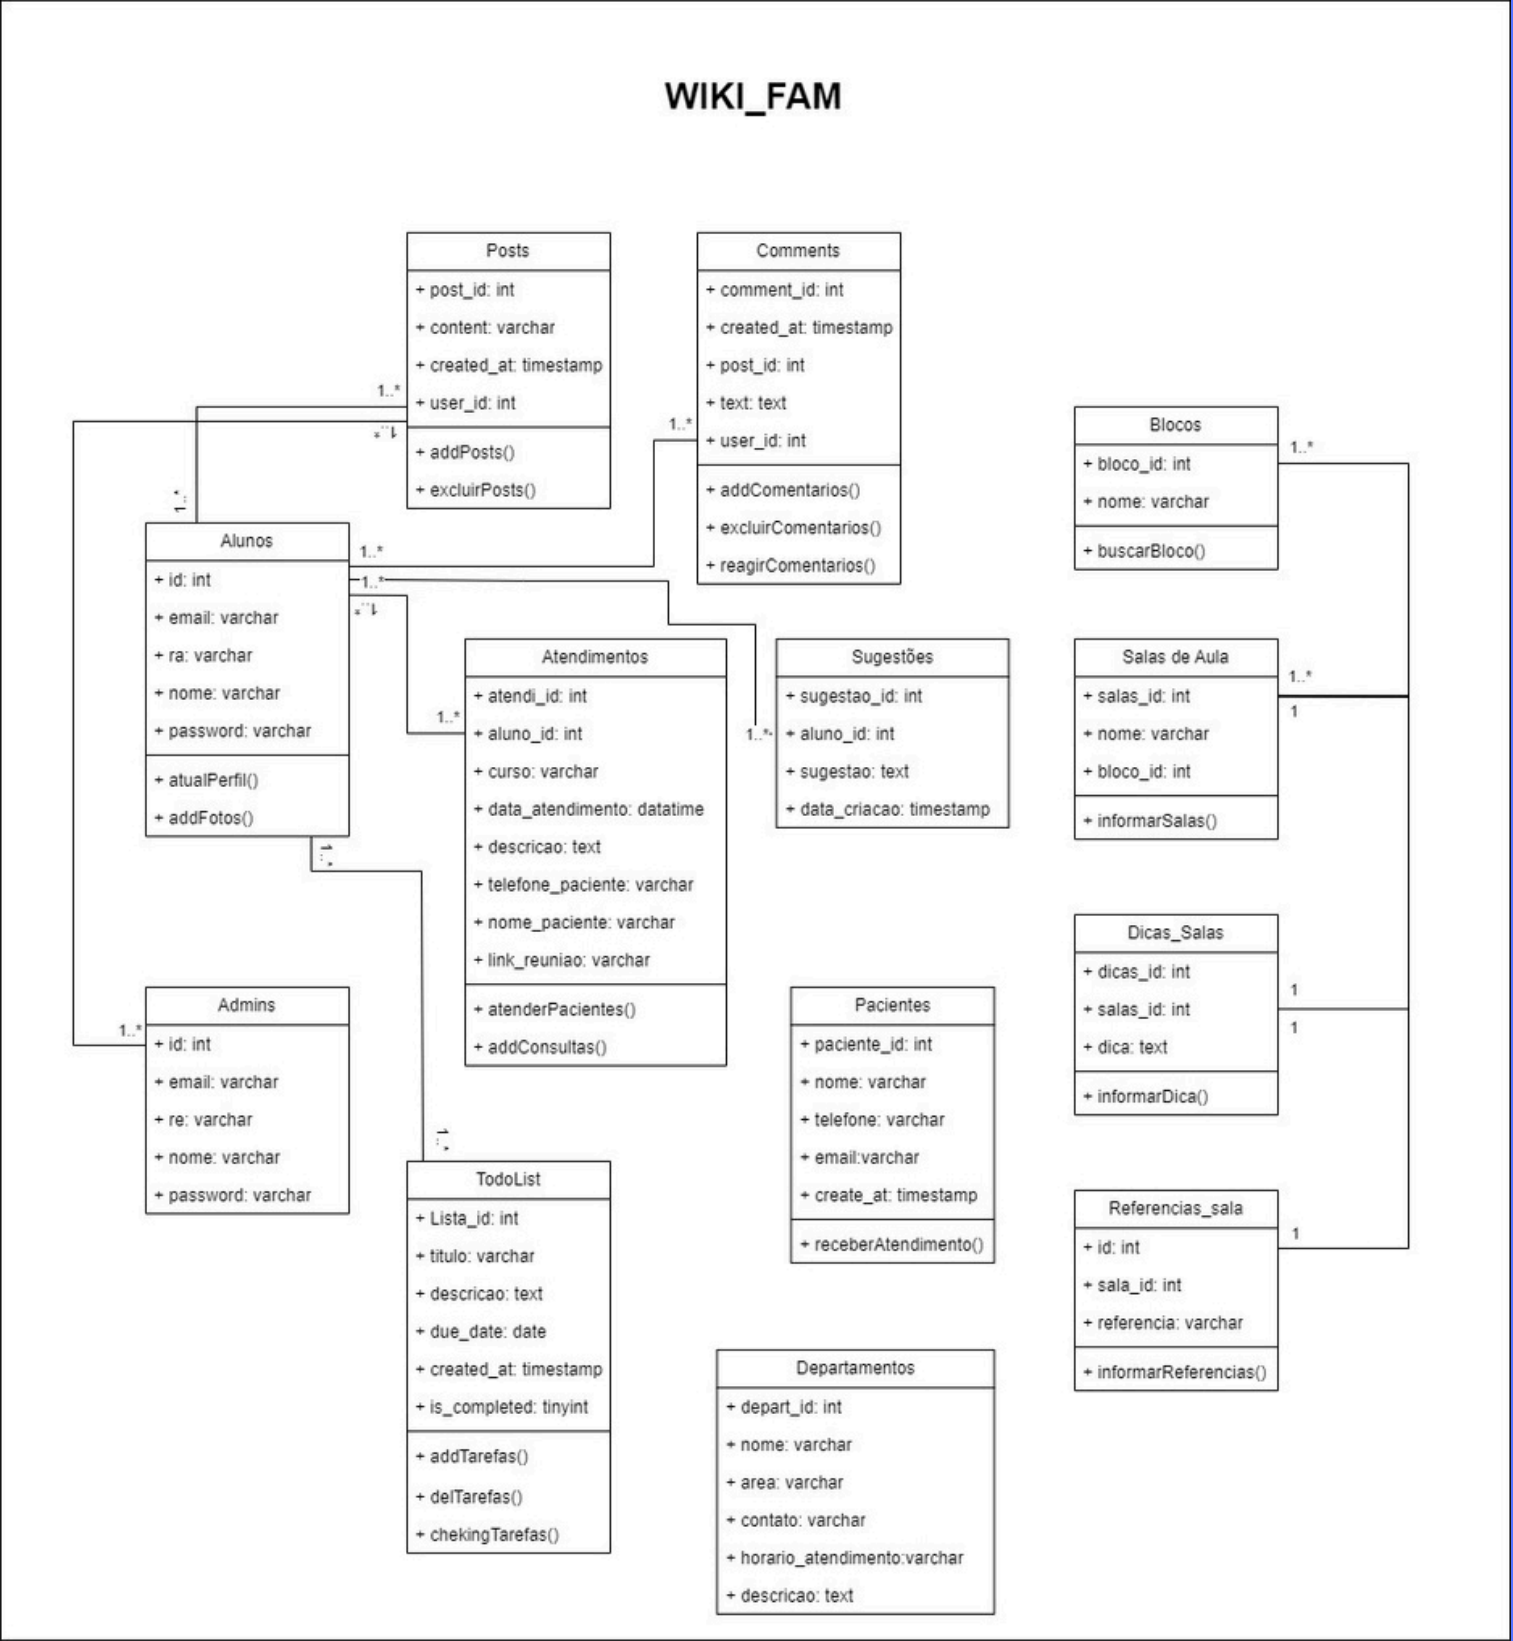 WIKI_FAM
Posts
+ post_id: int
+ content: varchar
+ created_at: timestamp
+ user_id: int
+ addPosts()
+ excluirPosts()
Comments
+ comment_id: int
+ created_at: timestamp
+ post_id: int
+ text: text
+ user_id: int
+ addComentarios()
+ excluirComentarios()
+ reagirComentarios()
1..*
1..*
1..*
1..*
Alunos
+ id: int
+ email: varchar
+ ra: varchar
+ nome: varchar
+ password: varchar
+ atualPerfil()
+ addFotos()
1..*
1..*
1..*
1..*
1..*
1..*
Atendimentos
+ atendi_id: int
+ aluno_id: int
+ curso: varchar
+ data_atendimento: datatime
+ descricao: text
+ telefone_paciente: varchar
+ nome_paciente: varchar
+ link_reuniao: varchar
+ atenderPacientes()
+ addConsultas()
Sugestões
+ sugestao_id: int
+ aluno_id: int
+ sugestao: text
+ data_criacao: timestamp
Blocos
+ bloco_id: int
+ nome: varchar
+ buscarBloco()
1..*
Salas de Aula
+ salas_id: int
+ nome: varchar
+ bloco_id: int
+ informarSalas()
1..*
1
Dicas_Salas
+ dicas_id: int
+ salas_id: int
+ dica: text
+ informarDica()
1
1
Admins
+ id: int
+ email: varchar
+ re: varchar
+ nome: varchar
+ password: varchar
1..*
1..*
TodoList
+ Lista_id: int
+ titulo: varchar
+ descricao: text
+ due_date: date
+ created_at: timestamp
+ is_completed: tinyint
+ addTarefas()
+ delTarefas()
+ chekingTarefas()
Pacientes
+ paciente_id: int
+ nome: varchar
+ telefone: varchar
+ email:varchar
+ create_at: timestamp
+ receberAtendimento()
Referencias_sala
+ id: int
+ sala_id: int
+ referencia: varchar
+ informarReferencias()
1
Departamentos
+ depart_id: int
+ nome: varchar
+ area: varchar
+ contato: varchar
+ horario_atendimento:varchar
+ descricao: text